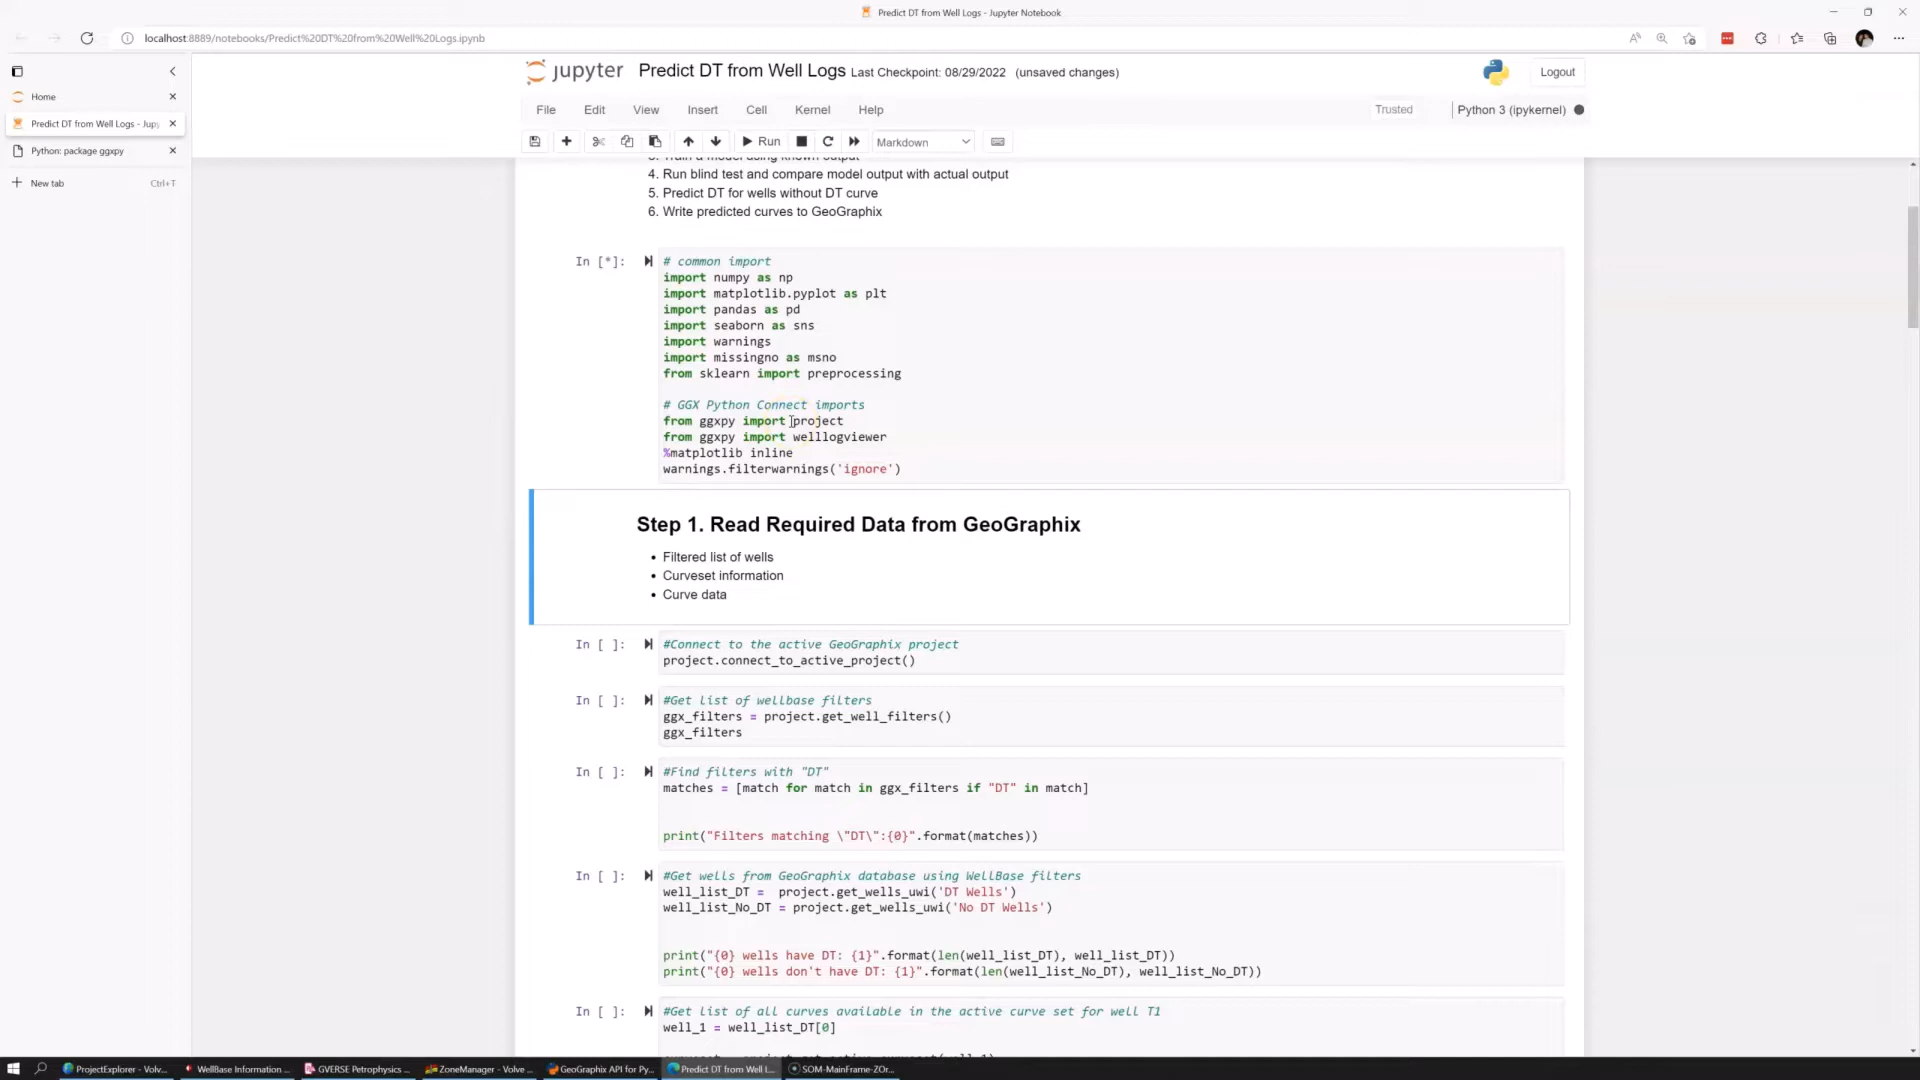 Predict DT from Well Logs - Jupyter Notebook
localhost:8889/notebooks/Predict%20DT%20from%20Well%20Logs.ipynb
Home
Predict DT from Well Logs - Jupy
Python: package ggxpy
New tab Ctrl+T
jupyter Predict DT from Well Logs Last Checkpoint: 08/29/2022 (unsaved changes)
Logout
File Edit View Insert Cell Kernel Help
Trusted Python 3 (ipykernel)
Run Markdown
3. Train a model using known output
4. Run blind test and compare model output with actual output
5. Predict DT for wells without DT curve
6. Write predicted curves to GeoGraphix
In [*]: # common import
import numpy as np
import matplotlib.pyplot as plt
import pandas as pd
import seaborn as sns
import warnings
import missingno as msno
from sklearn import preprocessing
# GGX Python Connect imports
from ggxpy import project
from ggxpy import welllogviewer
%matplotlib inline
warnings.filterwarnings('ignore')
Step 1. Read Required Data from GeoGraphix
• Filtered list of wells
• Curveset information
• Curve data
In [ ]: #Connect to the active GeoGraphix project
project.connect_to_active_project()
In [ ]: #Get list of wellbase filters
ggx_filters = project.get_well_filters()
ggx_filters
In [ ]: #Find filters with "DT"
matches = [match for match in ggx_filters if "DT" in match]
print("Filters matching \"DT\":{0}".format(matches))
In [ ]: #Get wells from GeoGraphix database using WellBase filters
well_list_DT =  project.get_wells_uwi('DT Wells')
well_list_No_DT = project.get_wells_uwi('No DT Wells')
print("{0} wells have DT: {1}".format(len(well_list_DT), well_list_DT))
print("{0} wells don't have DT: {1}".format(len(well_list_No_DT), well_list_No_DT))
In [ ]: #Get list of all curves available in the active curve set for well T1
well_1 = well_list_DT[0]
ProjectExplorer - Volv... WellBase Information ... GVERSE Petrophysics ... ZoneManager - Volve ... GeoGraphix API for Py... Predict DT from Well L... SOM-MainFrame-ZOr...